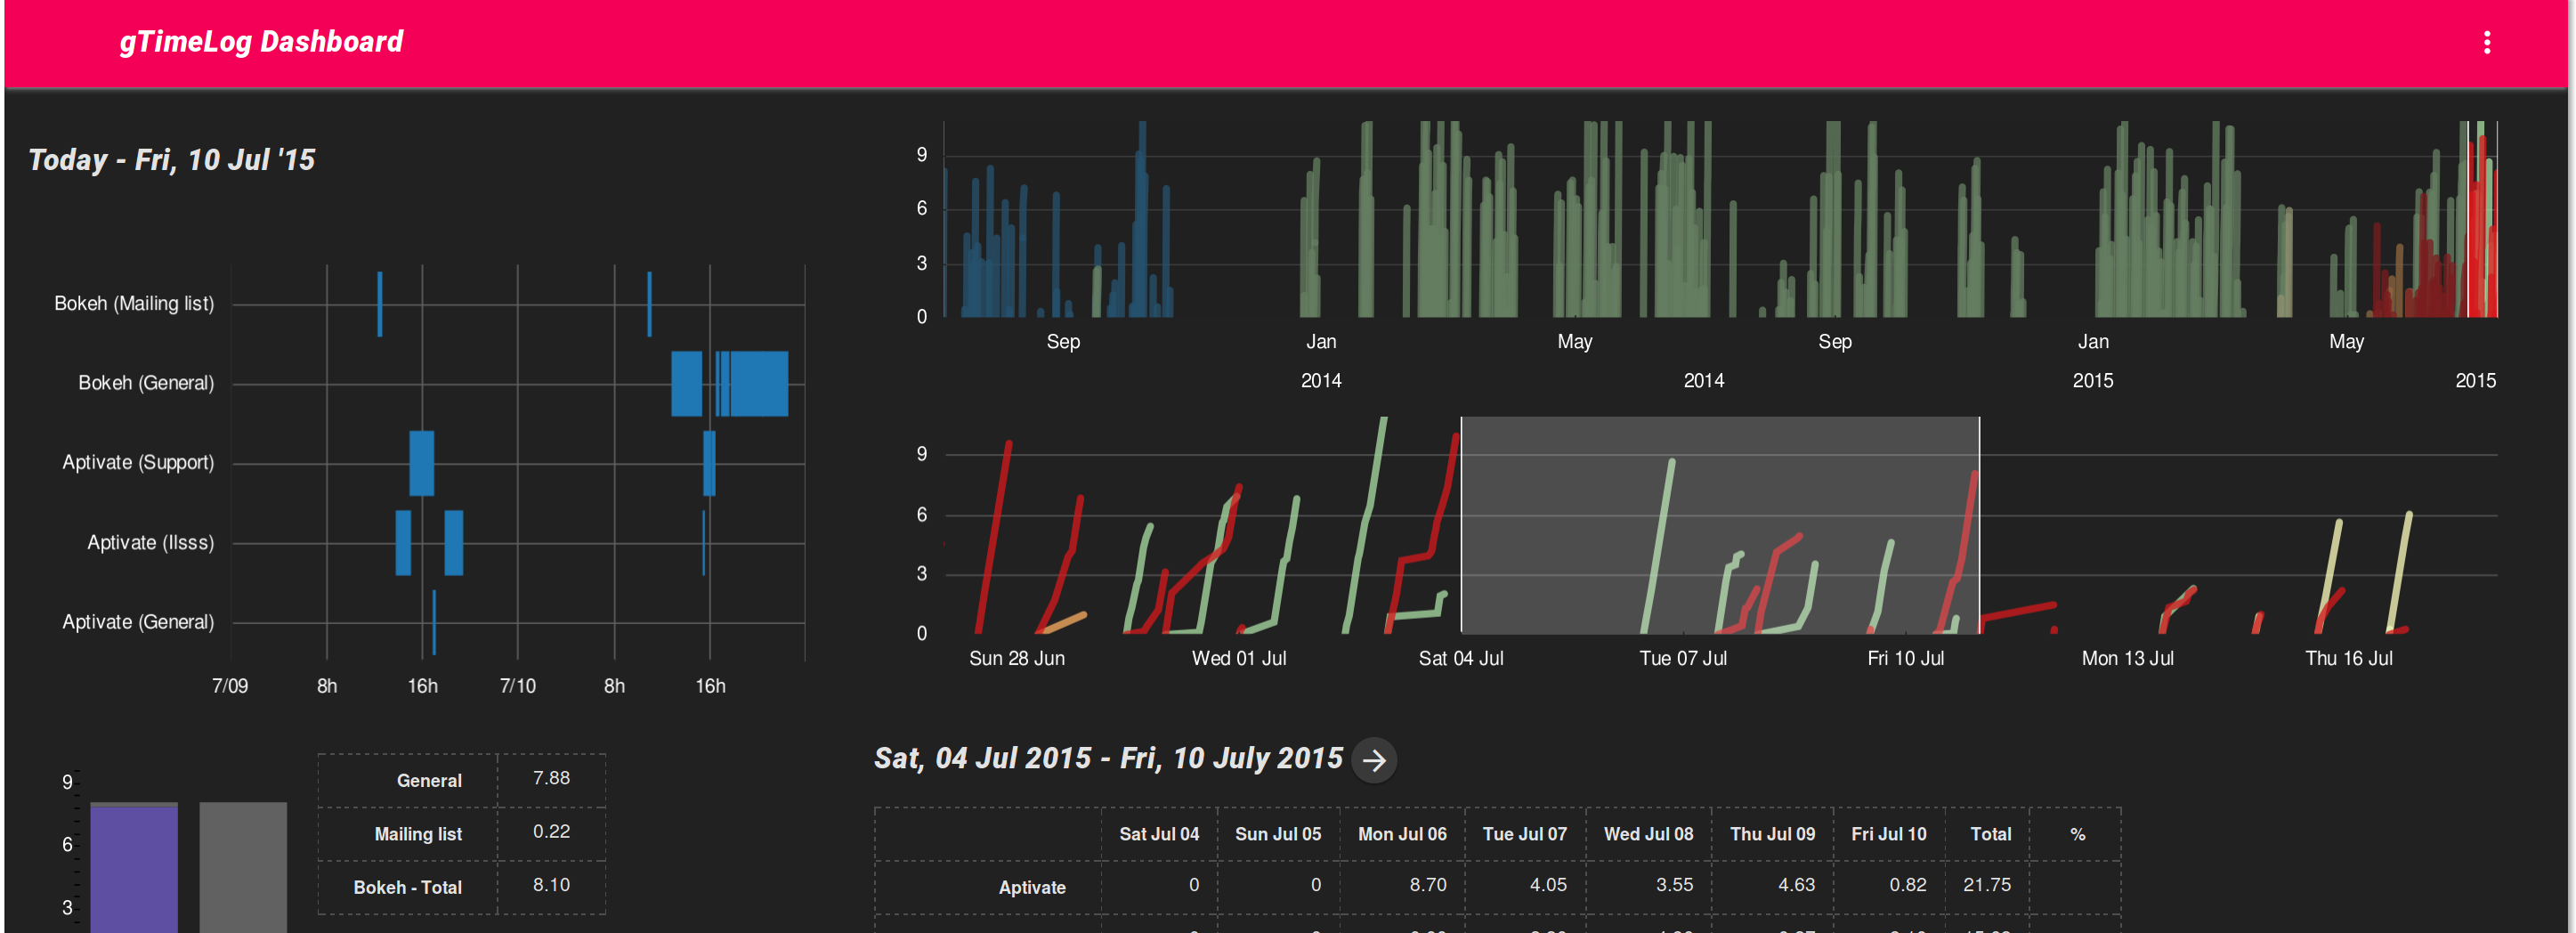 gTimeLog Dashboard
Today - Fri, 10 Jul '15
Bokeh (Mailing list)
Bokeh (General)
Aptivate (Support)
Aptivate (Ilsss)
Aptivate (General)
7/09 8h 16h 7/10 8h 16h
9
6
3
0
Sep Jan May Sep Jan May
2014 2014 2015 2015
9
6
3
0
Sun 28 Jun Wed 01 Jul Sat 04 Jul Tue 07 Jul Fri 10 Jul Mon 13 Jul Thu 16 Jul
9
6
3
General 7.88
Mailing list 0.22
Bokeh - Total 8.10
Sat, 04 Jul 2015 - Fri, 10 July 2015
Sat Jul 04 Sun Jul 05 Mon Jul 06 Tue Jul 07 Wed Jul 08 Thu Jul 09 Fri Jul 10 Total %
Aptivate 0 0 8.70 4.05 3.55 4.63 0.82 21.75